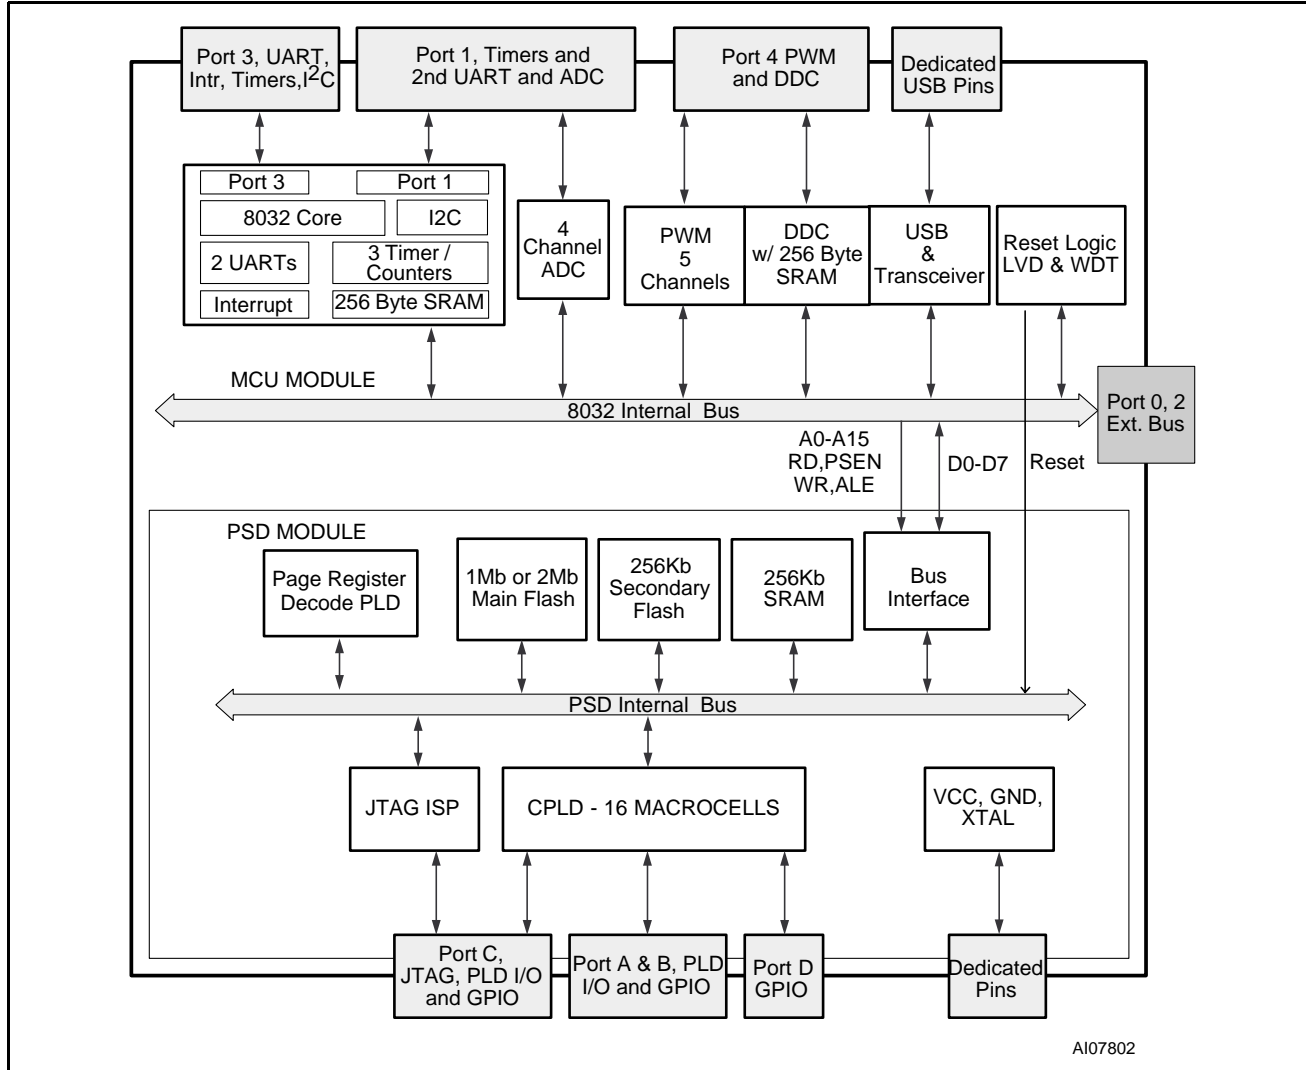 Port 3, UART,
Intr, Timers,I2C
Port 1, Timers and
2nd UART and ADC
Port 4 PWM
and DDC
Dedicated
USB Pins
Port 3
Port 1
8032 Core
I2C
2 UARTs
3 Timer /
Counters
Interrupt
256 Byte SRAM
4
Channel
ADC
PWM
5
Channels
DDC
w/ 256 Byte
SRAM
USB
&
Transceiver
Reset Logic
LVD & WDT
MCU MODULE
8032 Internal Bus
Port 0, 2
Ext. Bus
A0-A15
RD,PSEN
WR,ALE
D0-D7
Reset
PSD MODULE
Page Register
Decode PLD
1Mb or 2Mb
Main Flash
256Kb
Secondary
Flash
256Kb
SRAM
Bus
Interface
PSD Internal Bus
JTAG ISP
CPLD - 16 MACROCELLS
VCC, GND,
XTAL
Port C,
JTAG, PLD I/O
and GPIO
Port A & B, PLD
I/O and GPIO
Port D
GPIO
Dedicated
Pins
AI07802